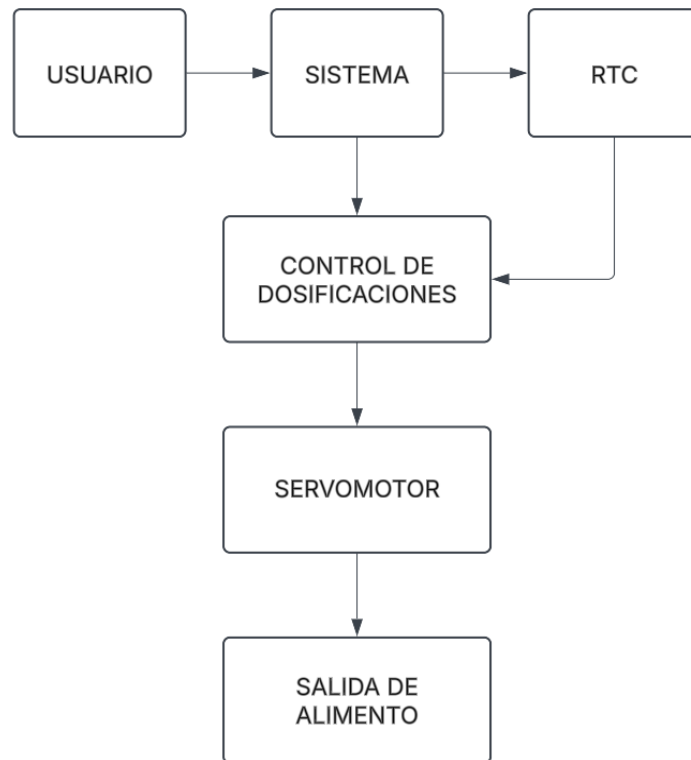 USUARIO
SISTEMA
RTC
CONTROL DE
DOSIFICACIONES
SERVOMOTOR
SALIDA DE
ALIMENTO